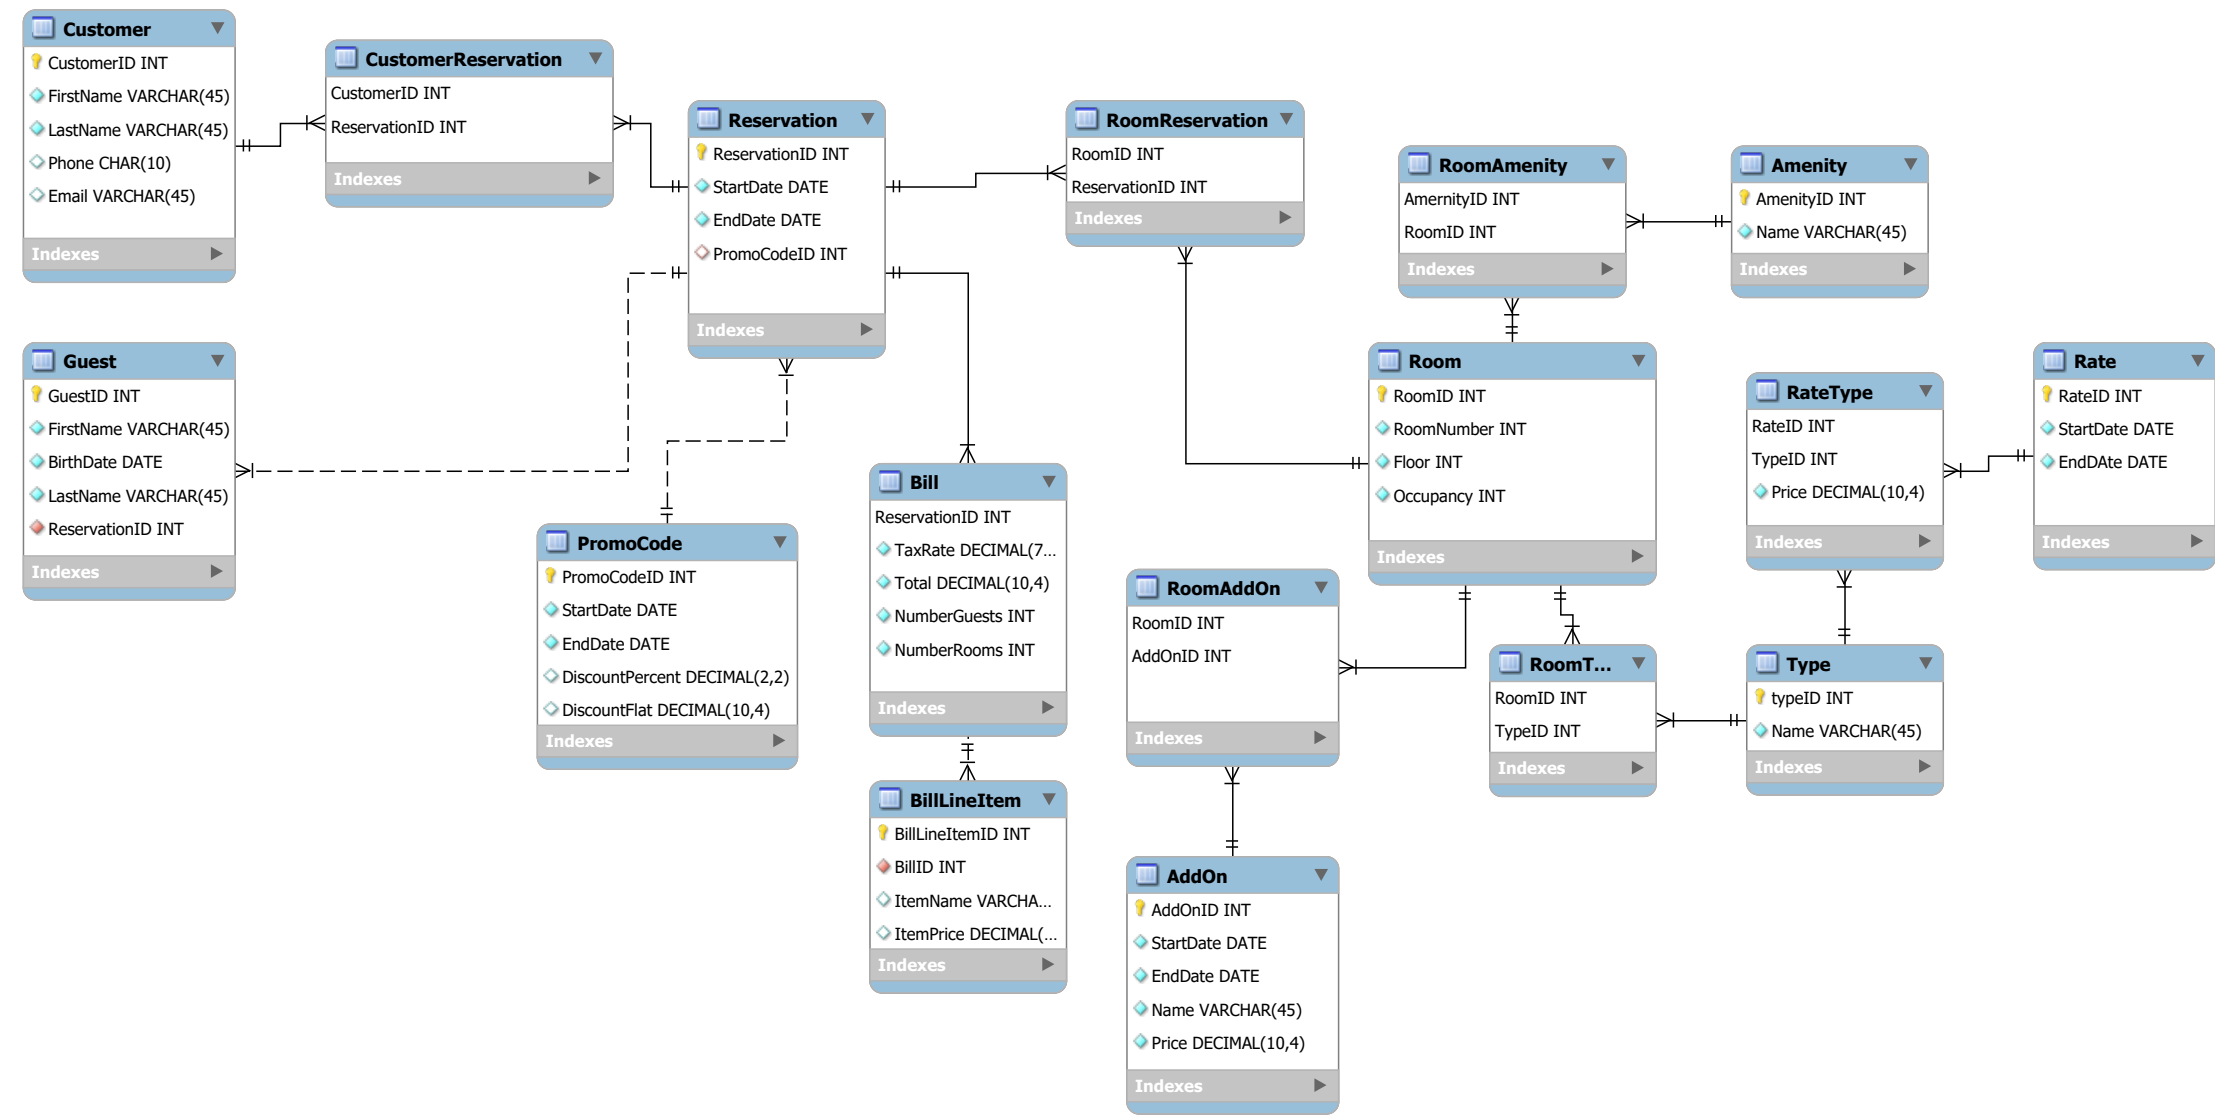 Customer
CustomerID INT
FirstName VARCHAR(45)
LastName VARCHAR(45)
Phone CHAR(10)
Email VARCHAR(45)
Indexes
CustomerReservation
CustomerID INT
ReservationID INT
Indexes
Reservation
ReservationID INT
StartDate DATE
EndDate DATE
PromoCodeID INT
Indexes
RoomReservation
RoomID INT
ReservationID INT
Indexes
RoomAmenity
AmernityID INT
RoomID INT
Indexes
Amenity
AmenityID INT
Name VARCHAR(45)
Indexes
Guest
GuestID INT
FirstName VARCHAR(45)
BirthDate DATE
LastName VARCHAR(45)
ReservationID INT
Indexes
PromoCode
PromoCodeID INT
StartDate DATE
EndDate DATE
DiscountPercent DECIMAL(2,2)
DiscountFlat DECIMAL(10,4)
Indexes
Bill
ReservationID INT
TaxRate DECIMAL(7...
Total DECIMAL(10,4)
NumberGuests INT
NumberRooms INT
Indexes
BillLineItem
BillLineItemID INT
BillID INT
ItemName VARCHA...
ItemPrice DECIMAL(...
Indexes
Room
RoomID INT
RoomNumber INT
Floor INT
Occupancy INT
Indexes
RateType
RateID INT
TypeID INT
Price DECIMAL(10,4)
Indexes
Rate
RateID INT
StartDate DATE
EndDAte DATE
Indexes
RoomAddOn
RoomID INT
AddOnID INT
Indexes
RoomT...
RoomID INT
TypeID INT
Indexes
Type
typeID INT
Name VARCHAR(45)
Indexes
AddOn
AddOnID INT
StartDate DATE
EndDate DATE
Name VARCHAR(45)
Price DECIMAL(10,4)
Indexes